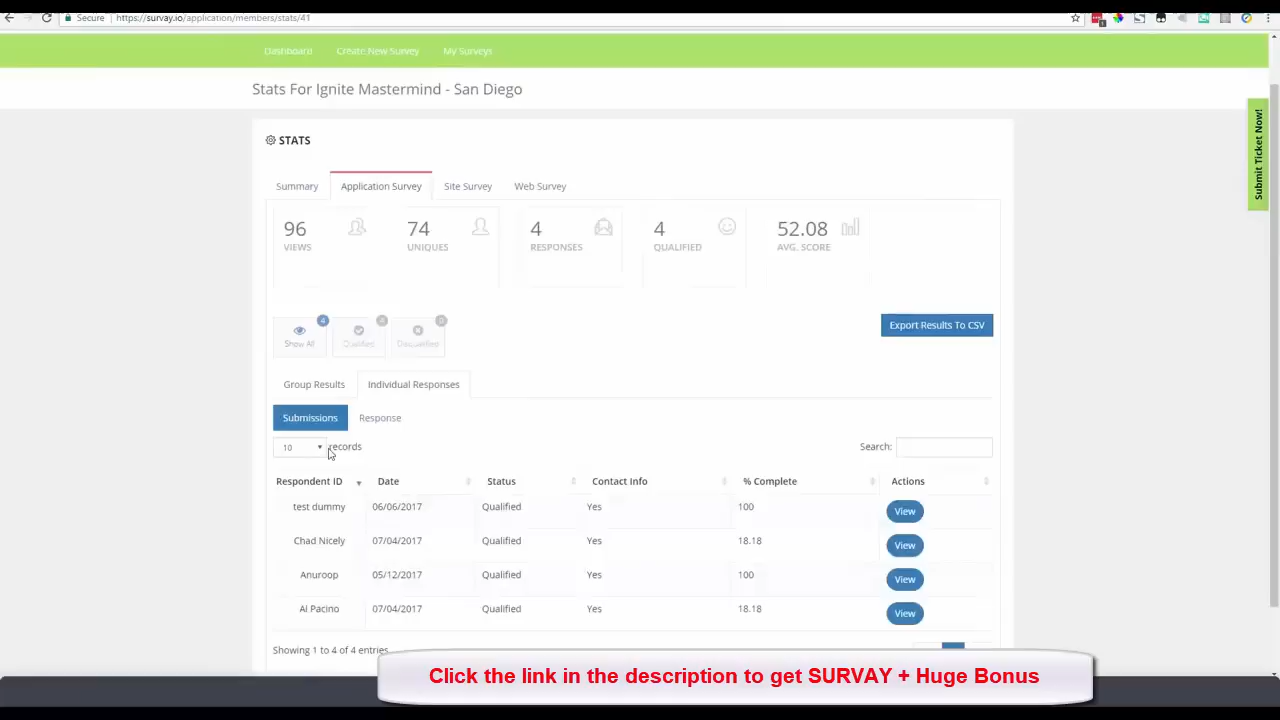 Secure https://survay.io/application/members/stats/41
Dashboard Create New Survey My Surveys
Stats For Ignite Mastermind - San Diego
Submit Ticket Now!
STATS
Summary Application Survey Site Survey Web Survey
96 74 4 4 52.08
VIEWS UNIQUES RESPONSES QUALIFIED AVG. SCORE
4 4 0
Show All Qualified Disqualified
Export Results To CSV
Group Results Individual Responses
Submissions Response
10 records Search:
Respondent ID Date Status Contact Info % Complete Actions
test dummy 06/06/2017 Qualified Yes 100 View
Chad Nicely 07/04/2017 Qualified Yes 18.18 View
Anuroop 05/12/2017 Qualified Yes 100 View
Al Pacino 07/04/2017 Qualified Yes 18.18 View
Showing 1 to 4 of 4 entries
Click the link in the description to get SURVAY + Huge Bonus